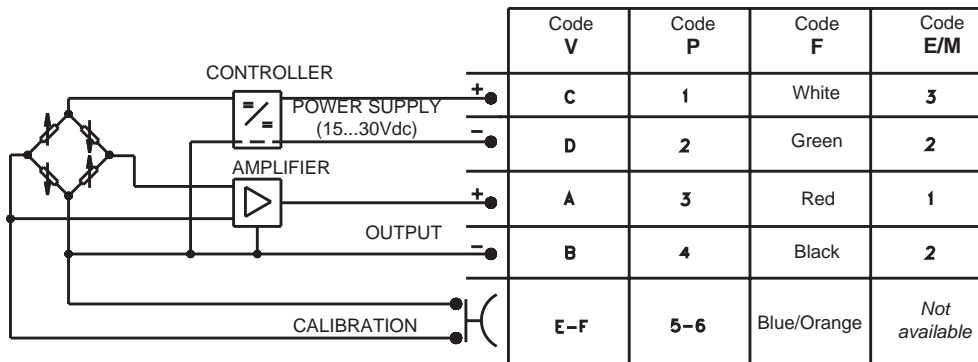 Code Code Code Code
V P F E/M
CONTROLLER
+ C 1 White 3
POWER SUPPLY
(15...30Vdc)
- D 2 Green 2
AMPLIFIER
+ A 3 Red 1
OUTPUT
- B 4 Black 2
CALIBRATION E-F 5-6 Blue/Orange Not
available